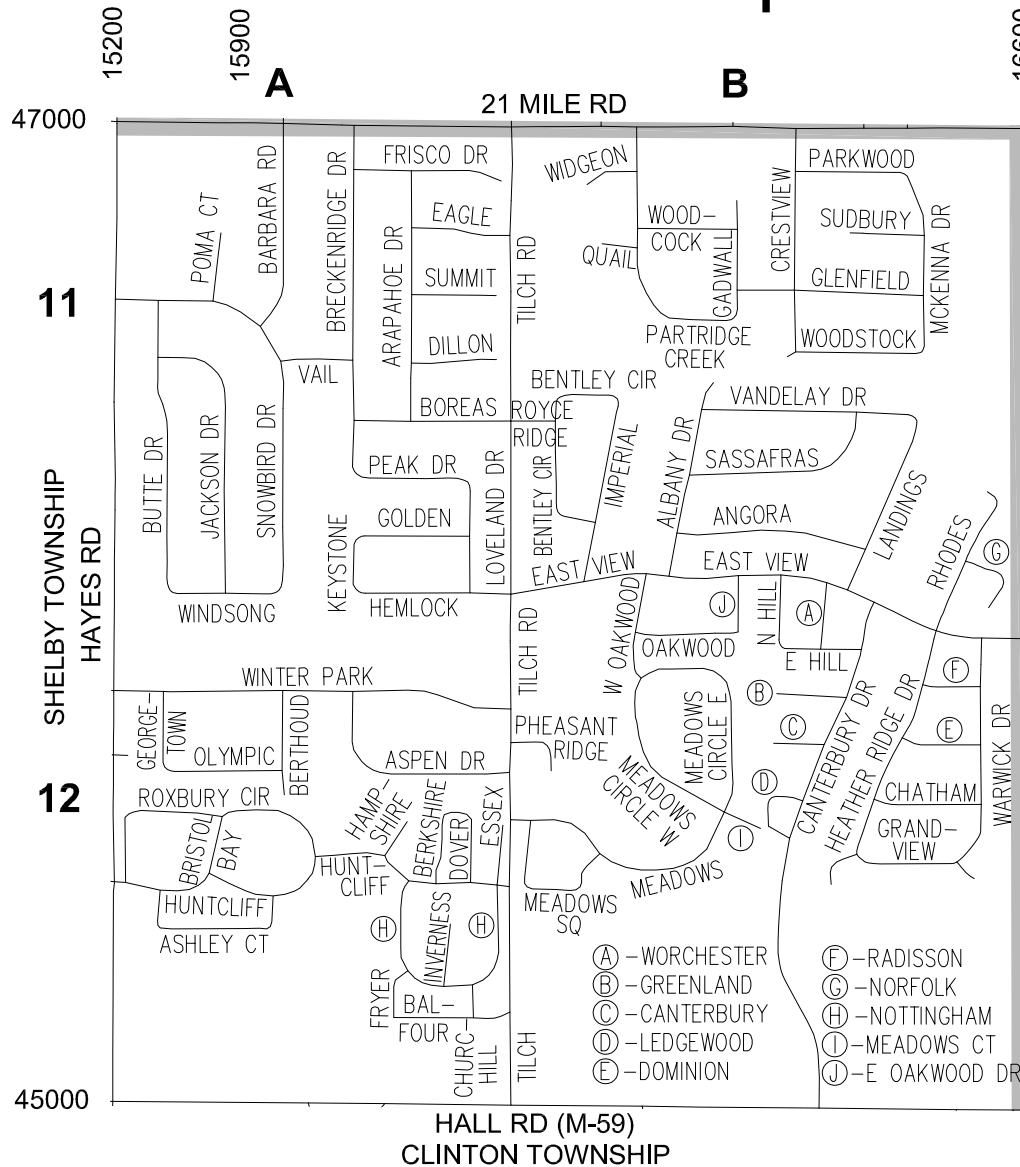 15200
15900
16600
A
B
21 MILE RD
47000
11
12
SHELBY TOWNSHIP
HAYES RD
45000
HALL RD (M-59)
CLINTON TOWNSHIP
POMA CT
BARBARA RD
BRECKENRIDGE DR
FRISCO DR
ARAPAHOE DR
EAGLE
SUMMIT
DILLON
BOREAS
VAIL
TILCH RD
WIDGEON
WOOD-
COCK
QUAIL
GADWALL
PARTRIDGE
CREEK
CRESTVIEW
PARKWOOD
SUDBURY
GLENFIELD
WOODSTOCK
MCKENNA DR
BUTTE DR
JACKSON DR
SNOWBIRD DR
WINDSONG
KEYSTONE
PEAK DR
GOLDEN
LOVELAND DR
HEMLOCK
BENTLEY CIR
ROYCE
RIDGE
BENTLEY CIR
IMPERIAL
ALBANY DR
VANDELAY DR
SASSAFRAS
ANGORA
LANDINGS
EAST VIEW
EAST VIEW
RHODES
G
TILCH RD
W OAKWOOD
OAKWOOD
J
N HILL
A
E HILL
WINTER PARK
GEORGE-
TOWN
OLYMPIC
BERTHOUD
ASPEN DR
PHEASANT
RIDGE
MEADOWS
CIRCLE E
MEADOWS
CIRCLE W
B
C
D
I
CANTERBURY DR
HEATHER RIDGE DR
F
E
WARWICK DR
CHATHAM
GRAND-
VIEW
ROXBURY CIR
BRISTOL
BAY
HUNTCLIFF
ASHLEY CT
HAMP-
SHIRE
HUNT-
CLIFF
BERKSHIRE
DOVER
ESSEX
INVERNESS
H
H
FRYER
BAL-
FOUR
CHURC-
HILL
TILCH
MEADOWS
MEADOWS
SQ
A -WORCHESTER
B -GREENLAND
C -CANTERBURY
D -LEDGEWOOD
E -DOMINION
F -RADISSON
G -NORFOLK
H -NOTTINGHAM
I -MEADOWS CT
J -E OAKWOOD DR